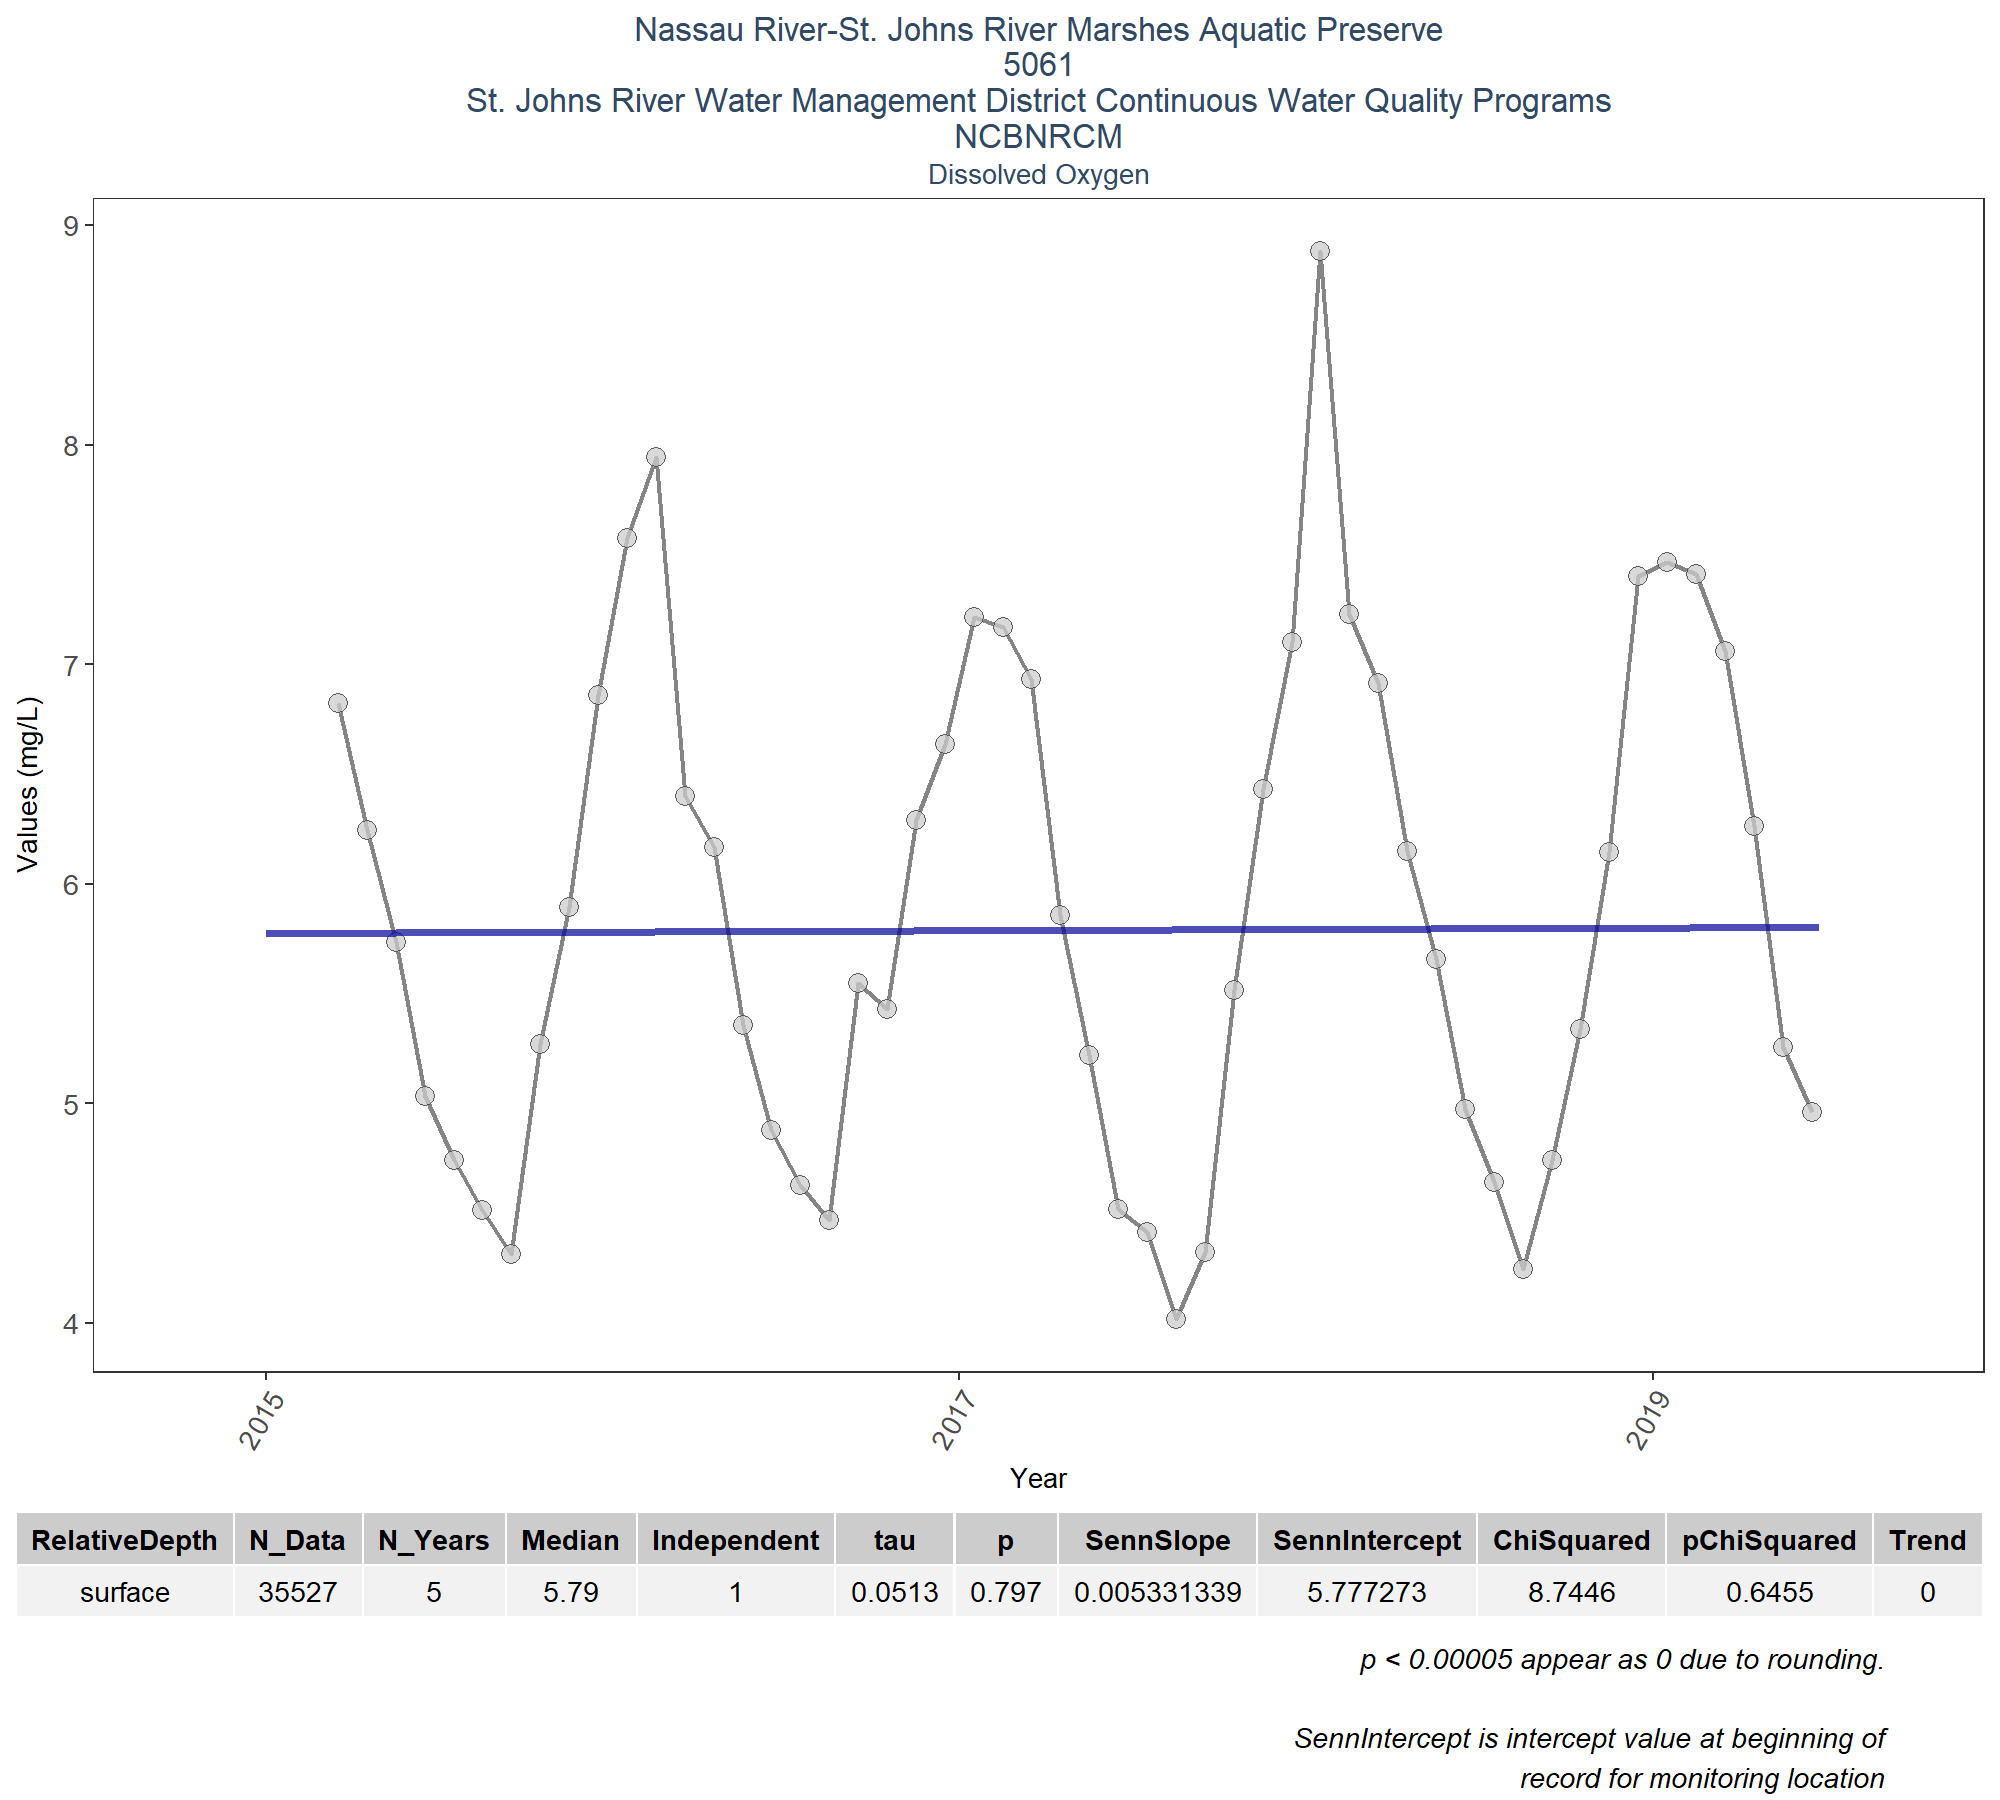 Nassau River-St. Johns River Marshes Aquatic Preserve
5061
St. Johns River Water Management District Continuous Water Quality Programs
NCBNRCM
Dissolved Oxygen
9
8
7
6
5
4
Values (mg/L)
2015 2017 2019
Year
RelativeDepth N_Data N_Years Median Independent tau p SennSlope SennIntercept ChiSquared pChiSquared Trend
surface 35527 5 5.79 1 0.0513 0.797 0.005331339 5.777273 8.7446 0.6455 0
p < 0.00005 appear as 0 due to rounding.
SennIntercept is intercept value at beginning of
record for monitoring location